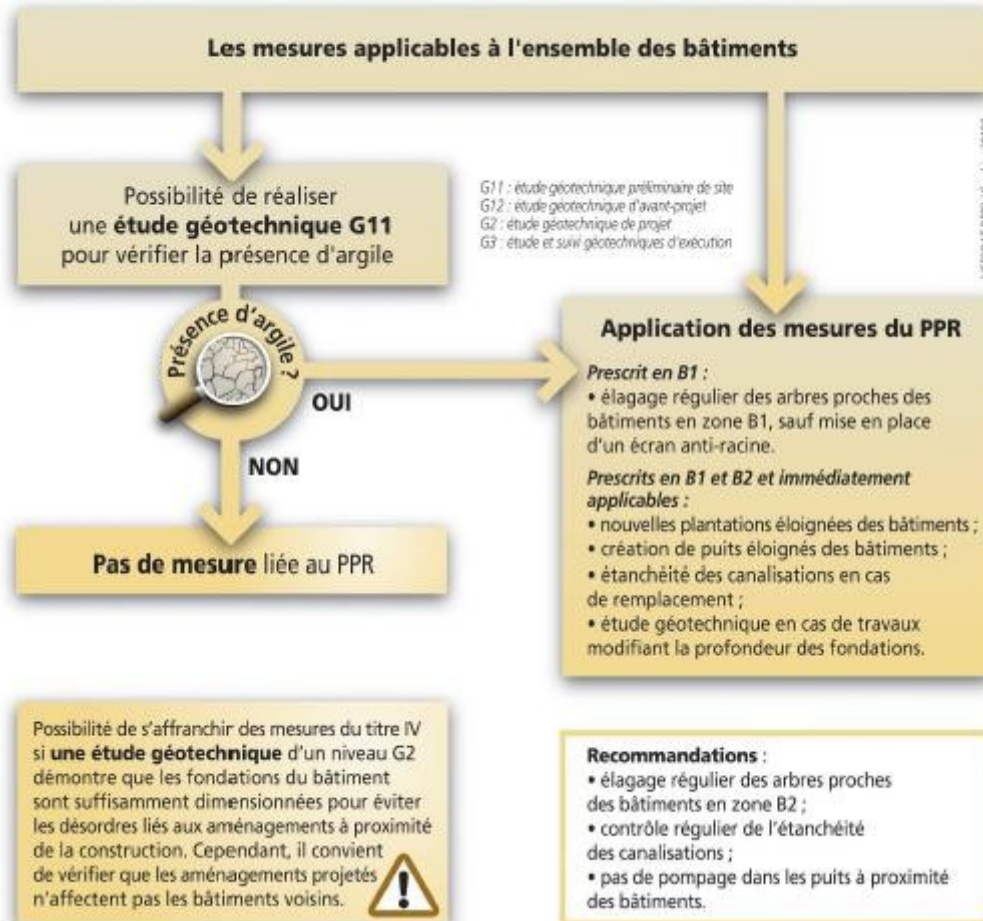 Les mesures applicables à l'ensemble des bâtiments
Possibilité de réaliser
une étude géotechnique G11
pour vérifier la présence d'argile
G11 : étude géotechnique préliminaire de site
G12 : étude géotechnique d'avant-projet
G2 : étude géotechnique de projet
G3 : étude et suivi géotechniques d'exécution
Présence d'argile ?
OUI
NON
Pas de mesure liée au PPR
Application des mesures du PPR
Prescrit en B1 :
• élagage régulier des arbres proches des
bâtiments en zone B1, sauf mise en place
d'un écran anti-racine.
Prescrits en B1 et B2 et immédiatement
applicables :
• nouvelles plantations éloignées des bâtiments ;
• création de puits éloignés des bâtiments ;
• étanchéité des canalisations en cas
de remplacement ;
• étude géotechnique en cas de travaux
modifiant la profondeur des fondations.
Possibilité de s'affranchir des mesures du titre IV
si une étude géotechnique d'un niveau G2
démontre que les fondations du bâtiment
sont suffisamment dimensionnées pour éviter
les désordres liés aux aménagements à proximité
de la construction. Cependant, il convient
de vérifier que les aménagements projetés
n'affectent pas les bâtiments voisins.
!
Recommandations :
• élagage régulier des arbres proches
des bâtiments en zone B2 ;
• contrôle régulier de l'étanchéité
des canalisations ;
• pas de pompage dans les puits à proximité
des bâtiments.